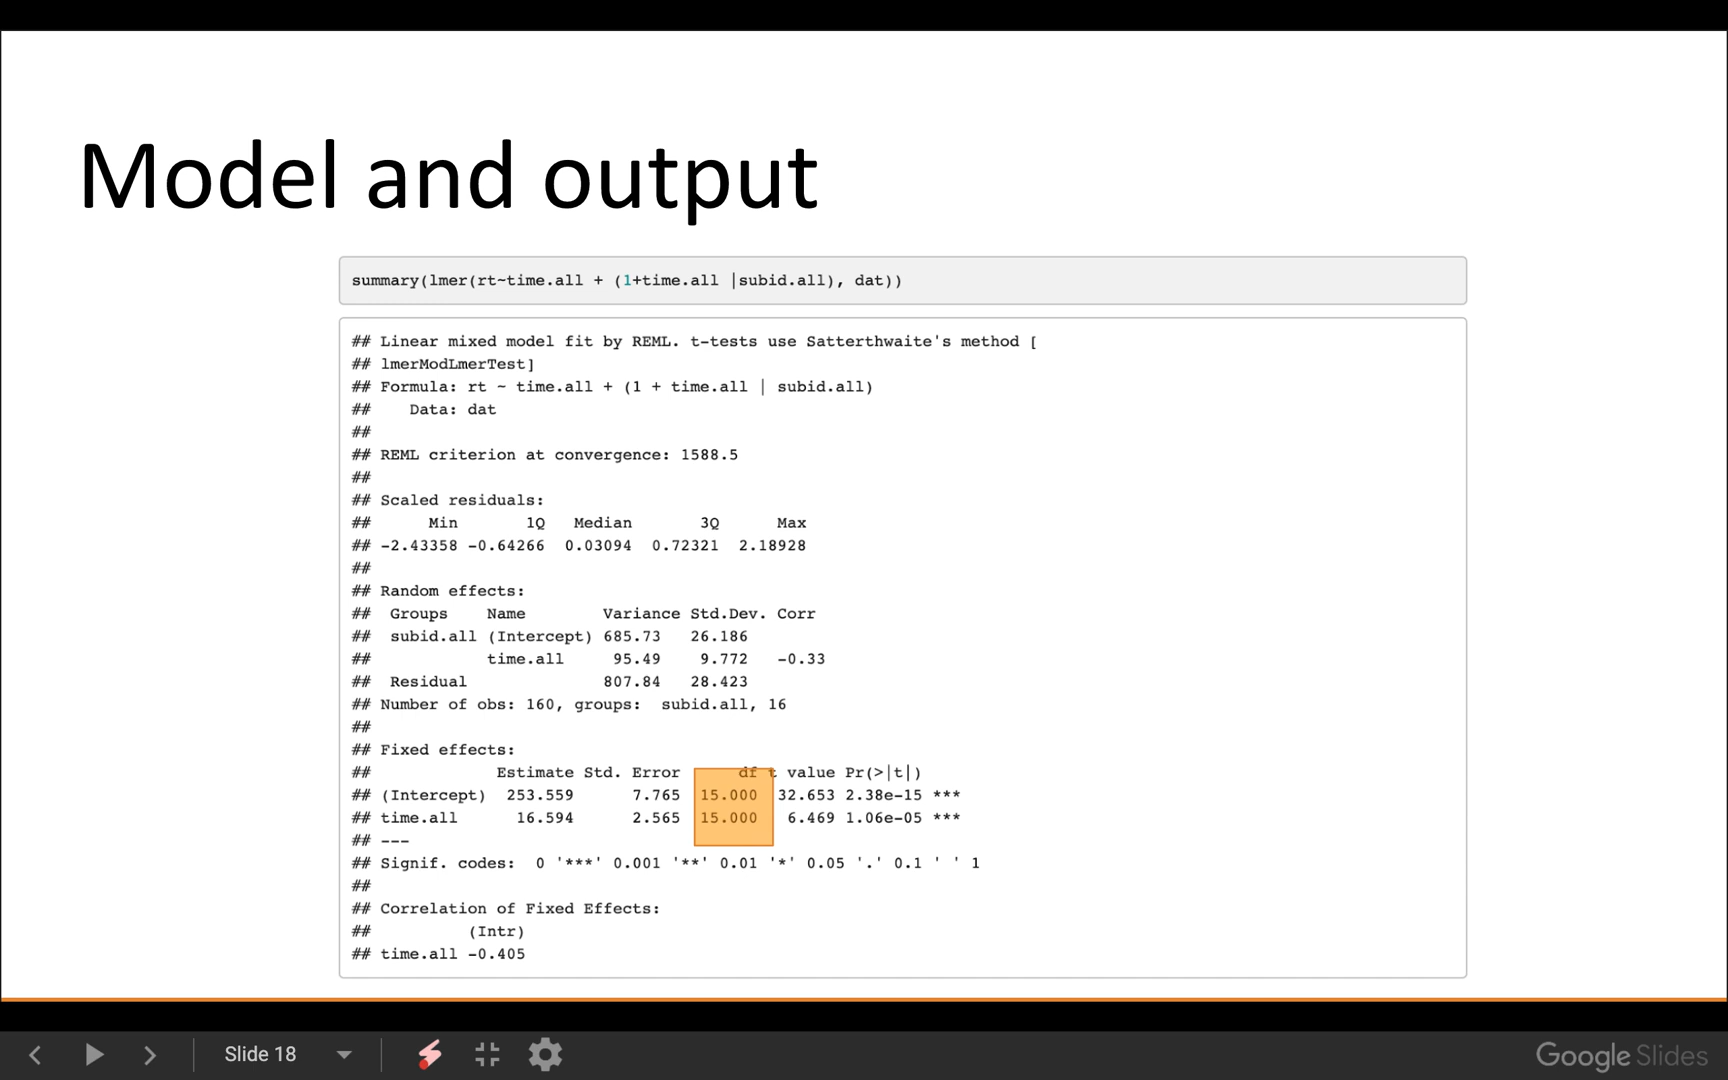 Model and output
summary(lmer(rt~time.all + (1+time.all |subid.all), dat))
## Linear mixed model fit by REML. t-tests use Satterthwaite's method [
## lmerModLmerTest]
## Formula: rt ~ time.all + (1 + time.all | subid.all)
##    Data: dat
##
## REML criterion at convergence: 1588.5
##
## Scaled residuals:
##      Min       1Q   Median       3Q      Max
## -2.43358 -0.64266  0.03094  0.72321  2.18928
##
## Random effects:
##  Groups    Name        Variance Std.Dev. Corr
##  subid.all (Intercept) 685.73   26.186
##            time.all     95.49    9.772   -0.33
##  Residual              807.84   28.423
## Number of obs: 160, groups:  subid.all, 16
##
## Fixed effects:
##             Estimate Std. Error      df t value Pr(>|t|)
## (Intercept)  253.559      7.765  15.000  32.653 2.38e-15 ***
## time.all      16.594      2.565  15.000   6.469 1.06e-05 ***
## ---
## Signif. codes:  0 '***' 0.001 '**' 0.01 '*' 0.05 '.' 0.1 ' ' 1
##
## Correlation of Fixed Effects:
##          (Intr)
## time.all -0.405
Slide 18
Google Slides